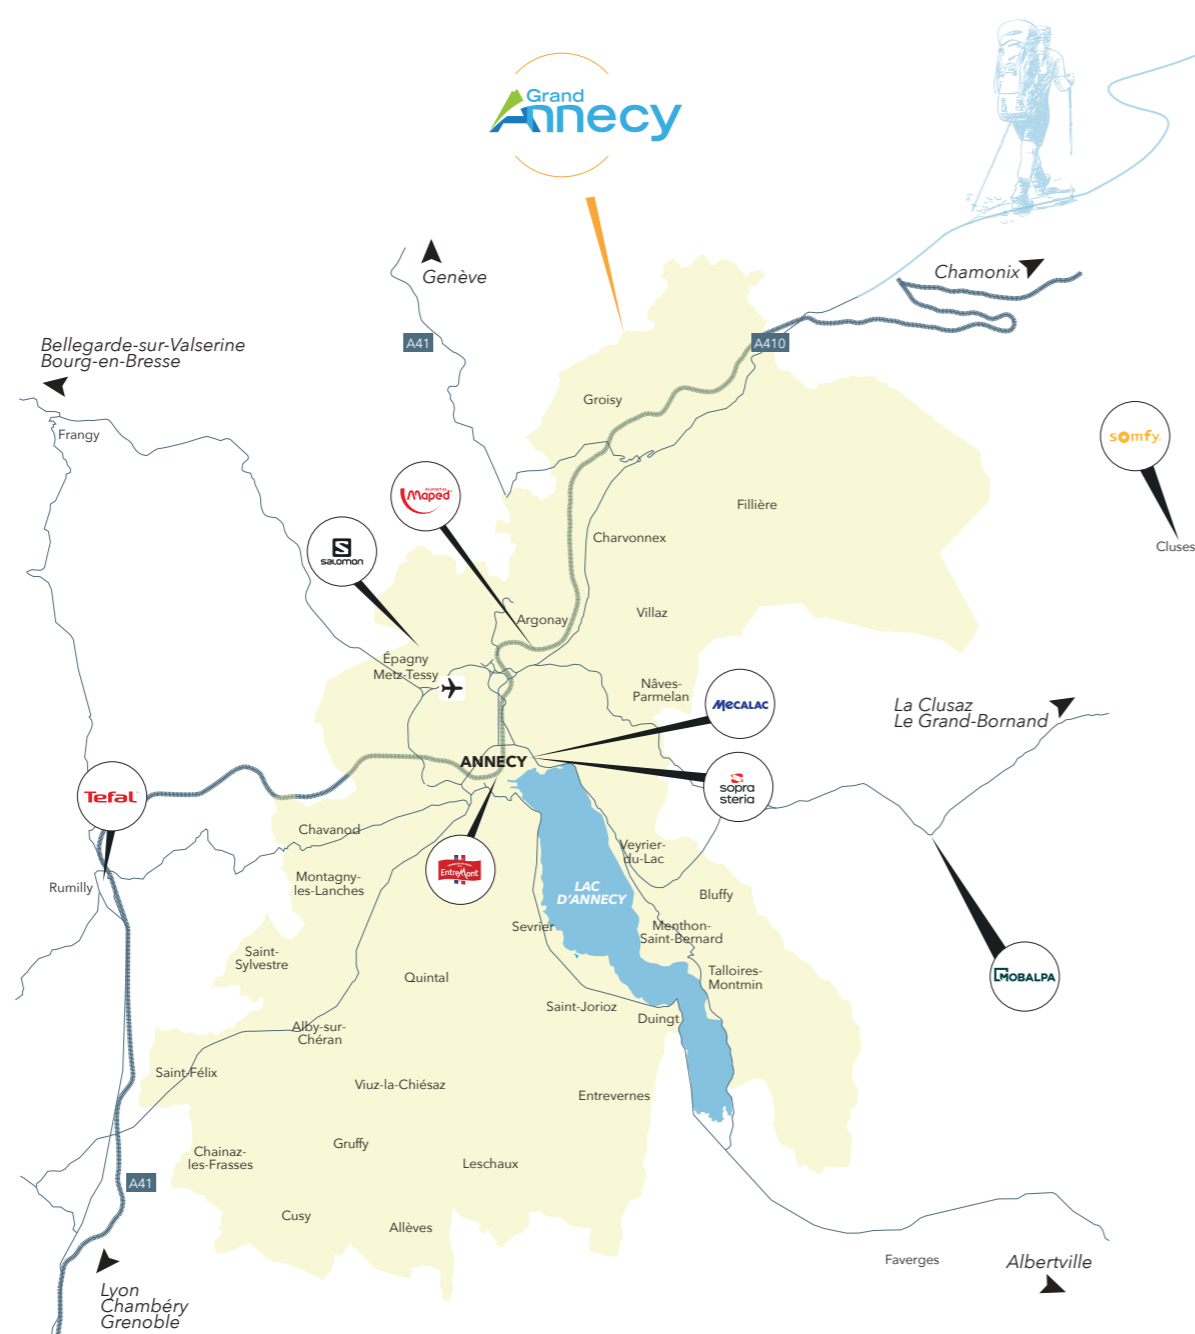 Grand
Annecy
Genève
Chamonix
A41
A410
Bellegarde-sur-Valserine
Bourg-en-Bresse
Groisy
Frangy
somfy.
Maped
Fillière
Charvonnex
Cluses
SALOMON
Villaz
Argonay
Épagny
Metz-Tessy
Nâves-
Parmelan
MECALAC
La Clusaz
Le Grand-Bornand
ANNECY
sopra
steria
Tefal
Chavanod
Veyrier-
du-Lac
EntreMont
Montagny-
les-Lanches
Rumilly
LAC
D'ANNECY
Bluffy
Sevrier
Menthon-
Saint-Bernard
Saint-
Sylvestre
Quintal
Talloires-
Montmin
MOBALPA
Saint-Jorioz
Duingt
Alby-sur-
Chéran
Saint-Félix
Viuz-la-Chiésaz
Entrevernes
Gruffy
Chainaz-
les-Frasses
Leschaux
A41
Cusy
Allèves
Faverges
Albertville
Lyon
Chambéry
Grenoble